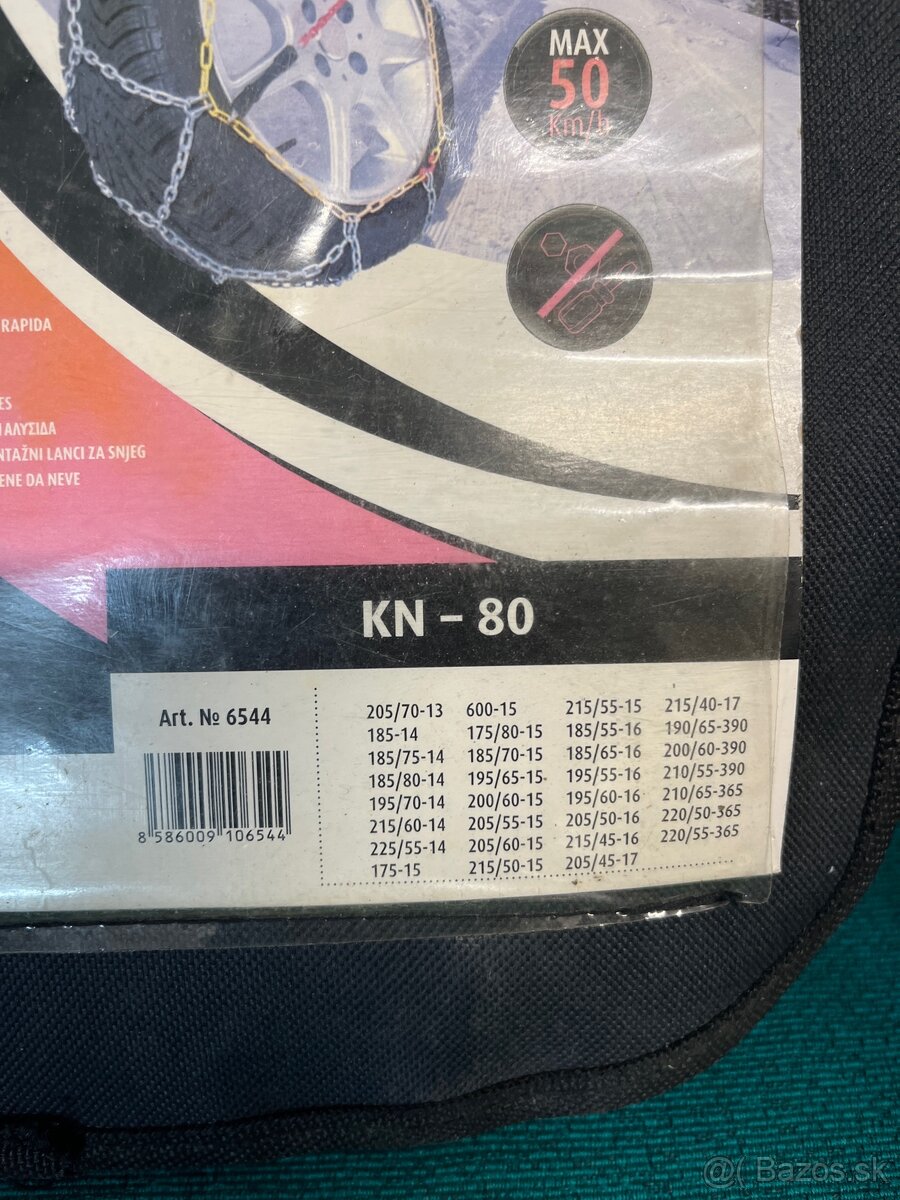 MAX
50
Km/h
RAPIDA
ES
ΑΛΥΣΙΔΑ
NTAŽNI LANCI ZA SNJEG
ENE DA NEVE
KN – 80
Art. № 6544
8 586009 106544
205/70-13
185-14
185/75-14
185/80-14
195/70-14
215/60-14
225/55-14
175-15
600-15
175/80-15
185/70-15
195/65-15
200/60-15
205/55-15
205/60-15
215/50-15
215/55-15
185/55-16
185/65-16
195/55-16
195/60-16
205/50-16
215/45-16
205/45-17
215/40-17
190/65-390
200/60-390
210/55-390
210/65-365
220/50-365
220/55-365
@( Bazos.sk